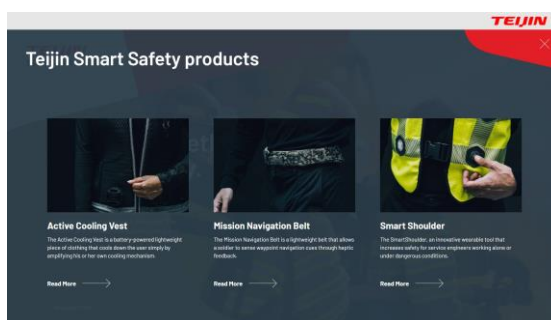 TEIJIN
Teijin Smart Safety products
Active Cooling Vest
The Active Cooling Vest is a battery-powered lightweight
piece of clothing that cools down the user simply by
amplifying his or her own cooling mechanism.
Read More
Mission Navigation Belt
The Mission Navigation Belt is a lightweight belt that allows
a soldier to sense waypoint navigation cues through haptic
feedback.
Read More
Smart Shoulder
The SmartShoulder: an innovative wearable tool that
increases safety for service engineers working alone or
under dangerous conditions.
Read More